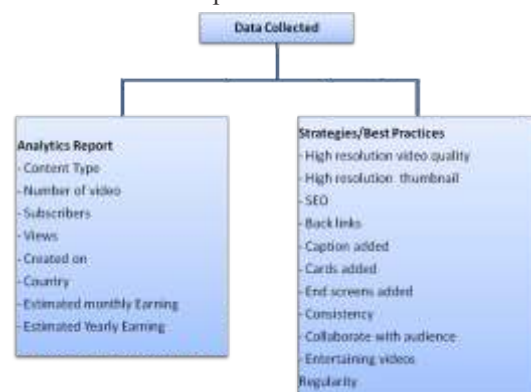 Data Collected
Analytics Report
- Content Type
- Number of video
- Subscribers
- Views
- Created on
- Country
- Estimated monthly Earning
- Estimated Yearly Earning
Strategies/Best Practices
- High resolution video quality
- High resolution thumbnail
- SEO
- Back links
- Caption added
- Cards added
- End screens added
- Consistency
- Collaborate with audience
- Entertaining videos
Regularity